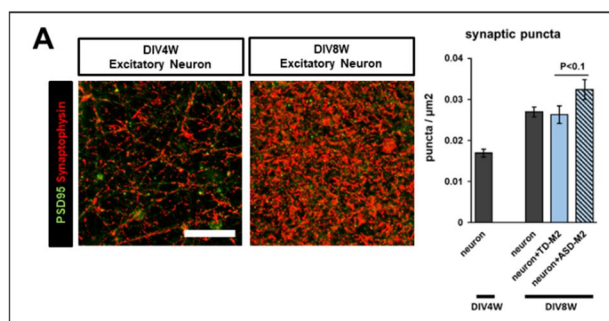 A
DIV4W
Excitatory Neuron
DIV8W
Excitatory Neuron
PSD95 Synaptophysin
synaptic puncta
P<0.1
puncta / µm2
0.04
0.03
0.02
0.01
0
neuron
neuron
neuron+TD-M2
neuron+ASD-M2
DIV4W
DIV8W